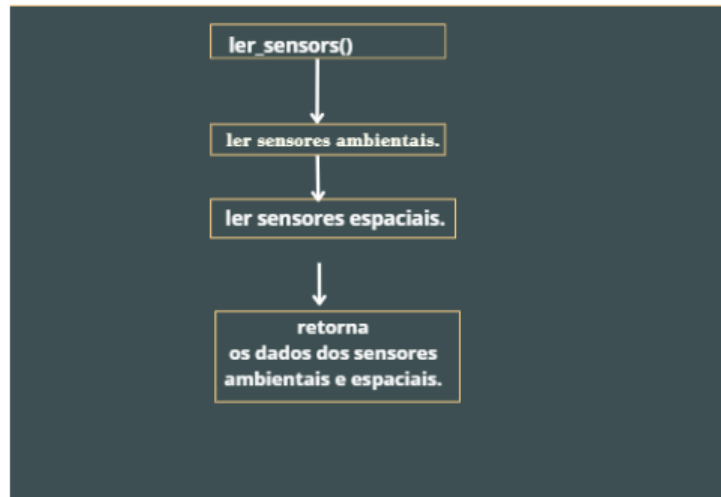 ler_sensors()
ler sensores ambientais.
ler sensores espaciais.
retorna
os dados dos sensores
ambientais e espaciais.